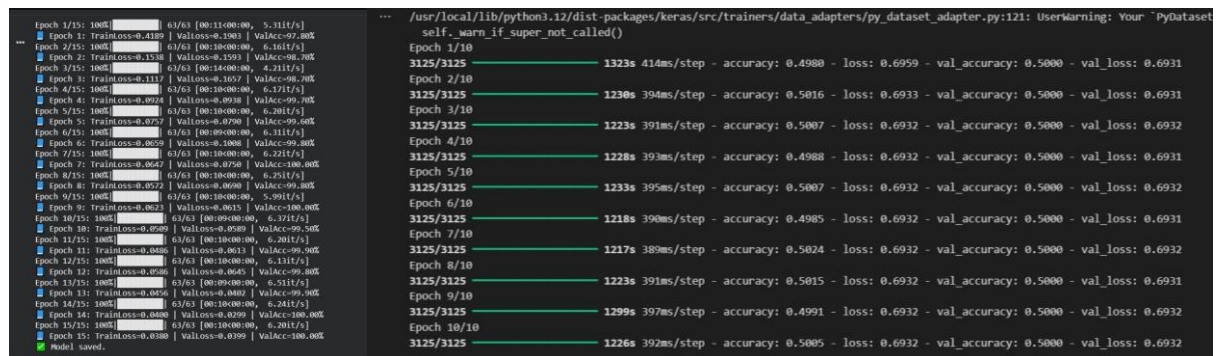 Epoch 1/15: 100%| | 63/63 [00:11<00:00, 5.31it/s]
Epoch 1: TrainLoss=0.4189 | ValLoss=0.1903 | ValAcc=97.80%
Epoch 2/15: 100%| | 63/63 [00:10<00:00, 6.16it/s]
Epoch 2: TrainLoss=0.1538 | ValLoss=0.1593 | ValAcc=98.70%
Epoch 3/15: 100%| | 63/63 [00:14<00:00, 4.21it/s]
Epoch 3: TrainLoss=0.1117 | ValLoss=0.1657 | ValAcc=98.70%
Epoch 4/15: 100%| | 63/63 [00:10<00:00, 6.17it/s]
Epoch 4: TrainLoss=0.0924 | ValLoss=0.0938 | ValAcc=99.70%
Epoch 5/15: 100%| | 63/63 [00:10<00:00, 6.20it/s]
Epoch 5: TrainLoss=0.0757 | ValLoss=0.0790 | ValAcc=99.60%
Epoch 6/15: 100%| | 63/63 [00:09<00:00, 6.31it/s]
Epoch 6: TrainLoss=0.0659 | ValLoss=0.1008 | ValAcc=99.80%
Epoch 7/15: 100%| | 63/63 [00:10<00:00, 6.22it/s]
Epoch 7: TrainLoss=0.0647 | ValLoss=0.0750 | ValAcc=100.00%
Epoch 8/15: 100%| | 63/63 [00:10<00:00, 6.25it/s]
Epoch 8: TrainLoss=0.0572 | ValLoss=0.0690 | ValAcc=99.80%
Epoch 9/15: 100%| | 63/63 [00:10<00:00, 5.99it/s]
Epoch 9: TrainLoss=0.0623 | ValLoss=0.0615 | ValAcc=100.00%
Epoch 10/15: 100%| | 63/63 [00:09<00:00, 6.37it/s]
Epoch 10: TrainLoss=0.0509 | ValLoss=0.0589 | ValAcc=99.50%
Epoch 11/15: 100%| | 63/63 [00:10<00:00, 6.20it/s]
Epoch 11: TrainLoss=0.0486 | ValLoss=0.0613 | ValAcc=99.90%
Epoch 12/15: 100%| | 63/63 [00:10<00:00, 6.13it/s]
Epoch 12: TrainLoss=0.0586 | ValLoss=0.0645 | ValAcc=99.80%
Epoch 13/15: 100%| | 63/63 [00:09<00:00, 6.51it/s]
Epoch 13: TrainLoss=0.0456 | ValLoss=0.0402 | ValAcc=99.90%
Epoch 14/15: 100%| | 63/63 [00:10<00:00, 6.24it/s]
Epoch 14: TrainLoss=0.0400 | ValLoss=0.0299 | ValAcc=100.00%
Epoch 15/15: 100%| | 63/63 [00:10<00:00, 6.20it/s]
Epoch 15: TrainLoss=0.0380 | ValLoss=0.0399 | ValAcc=100.00%
Model saved.
/usr/local/lib/python3.12/dist-packages/keras/src/trainers/data_adapters/py_dataset_adapter.py:121: UserWarning: Your `PyDataset
self._warn_if_super_not_called()
Epoch 1/10
3125/3125 1323s 414ms/step - accuracy: 0.4980 - loss: 0.6959 - val_accuracy: 0.5000 - val_loss: 0.6931
Epoch 2/10
3125/3125 1230s 394ms/step - accuracy: 0.5016 - loss: 0.6933 - val_accuracy: 0.5000 - val_loss: 0.6931
Epoch 3/10
3125/3125 1223s 391ms/step - accuracy: 0.5007 - loss: 0.6932 - val_accuracy: 0.5000 - val_loss: 0.6932
Epoch 4/10
3125/3125 1228s 393ms/step - accuracy: 0.4988 - loss: 0.6932 - val_accuracy: 0.5000 - val_loss: 0.6931
Epoch 5/10
3125/3125 1233s 395ms/step - accuracy: 0.5007 - loss: 0.6932 - val_accuracy: 0.5000 - val_loss: 0.6932
Epoch 6/10
3125/3125 1218s 390ms/step - accuracy: 0.4985 - loss: 0.6932 - val_accuracy: 0.5000 - val_loss: 0.6931
Epoch 7/10
3125/3125 1217s 389ms/step - accuracy: 0.5024 - loss: 0.6932 - val_accuracy: 0.5000 - val_loss: 0.6932
Epoch 8/10
3125/3125 1223s 391ms/step - accuracy: 0.5015 - loss: 0.6932 - val_accuracy: 0.5000 - val_loss: 0.6932
Epoch 9/10
3125/3125 1299s 397ms/step - accuracy: 0.4991 - loss: 0.6932 - val_accuracy: 0.5000 - val_loss: 0.6932
Epoch 10/10
3125/3125 1226s 392ms/step - accuracy: 0.5005 - loss: 0.6932 - val_accuracy: 0.5000 - val_loss: 0.6932